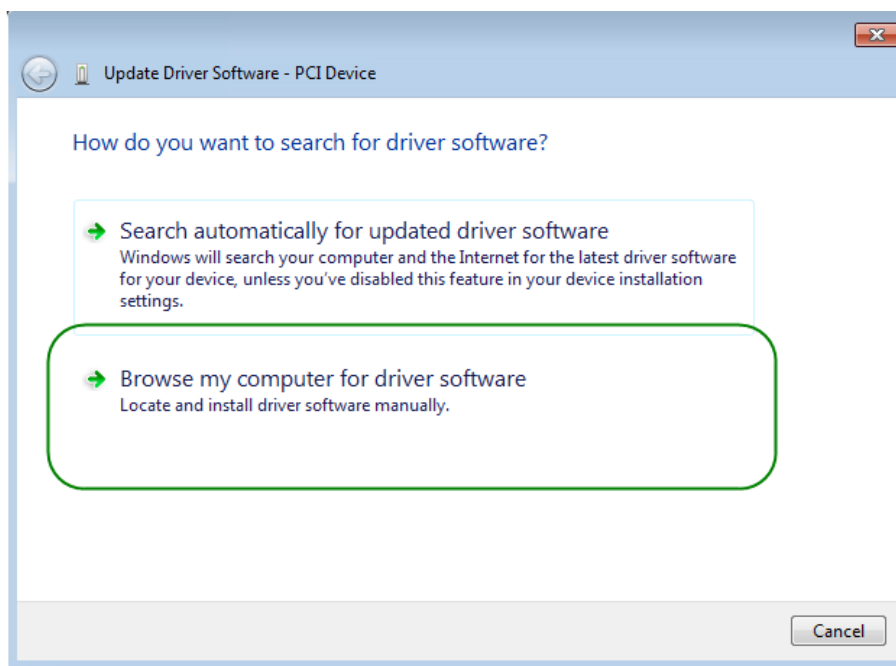 Update Driver Software - PCI Device
How do you want to search for driver software?
Search automatically for updated driver software
Windows will search your computer and the Internet for the latest driver software
for your device, unless you've disabled this feature in your device installation
settings.
Browse my computer for driver software
Locate and install driver software manually.
Cancel